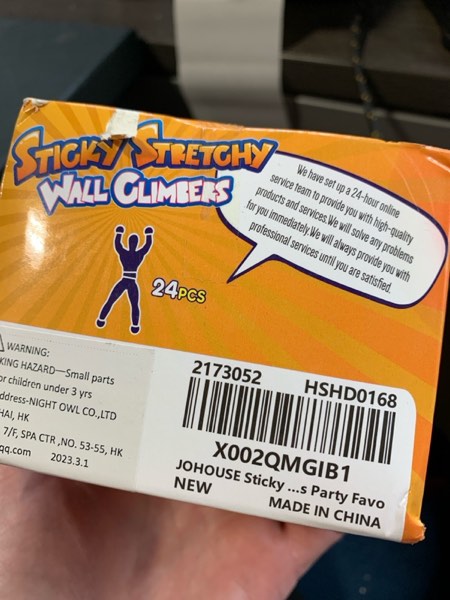 STICKY STRETCHY
WALL CLIMBERS
We have set up a 24-hour online
service team to provide you with high-quality
products and services.We will solve any problems
for you immediately.We will always provide you with
professional services until you are satisfied.
24PCS
WARNING:
KING HAZARD—Small parts
or children under 3 yrs
ddress-NIGHT OWL CO.,LTD
HAI, HK
7/F, SPA CTR ,NO. 53-55, HK
qq.com 2023.3.1
2173052 HSHD0168
X002QMGIB1
JOHOUSE Sticky ...s Party Favo
NEW
MADE IN CHINA